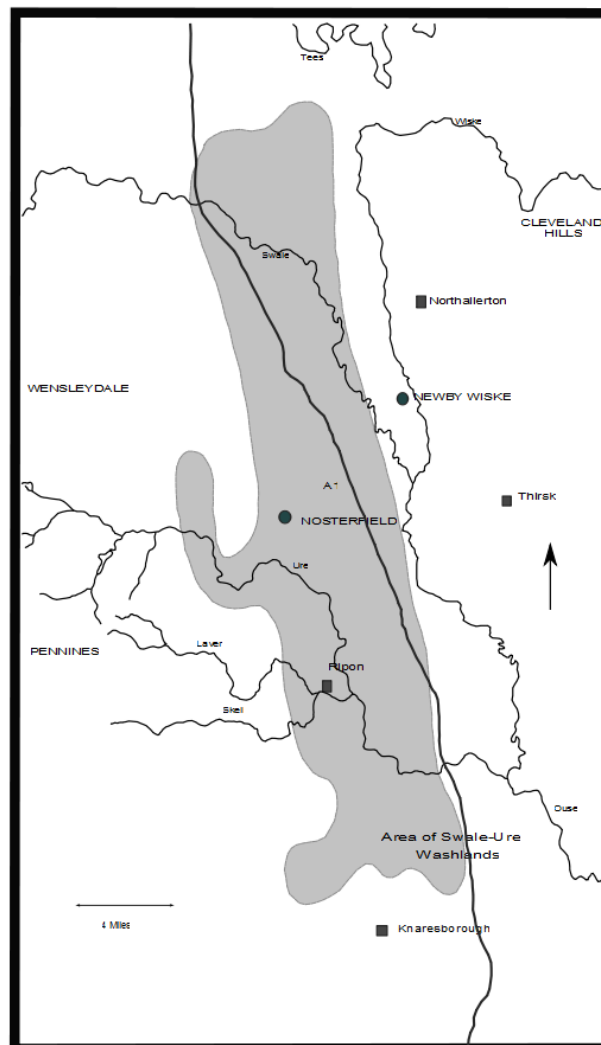 Tees
Wiske
CLEVELAND
HILLS
Swale
Northallerton
WENSLEYDALE
NEWBY WISKE
A1
Thirsk
NOSTERFIELD
Ure
Laver
PENNINES
Ripon
Skell
Ouse
Area of Swale-Ure
Washlands
4 Miles
Knaresborough